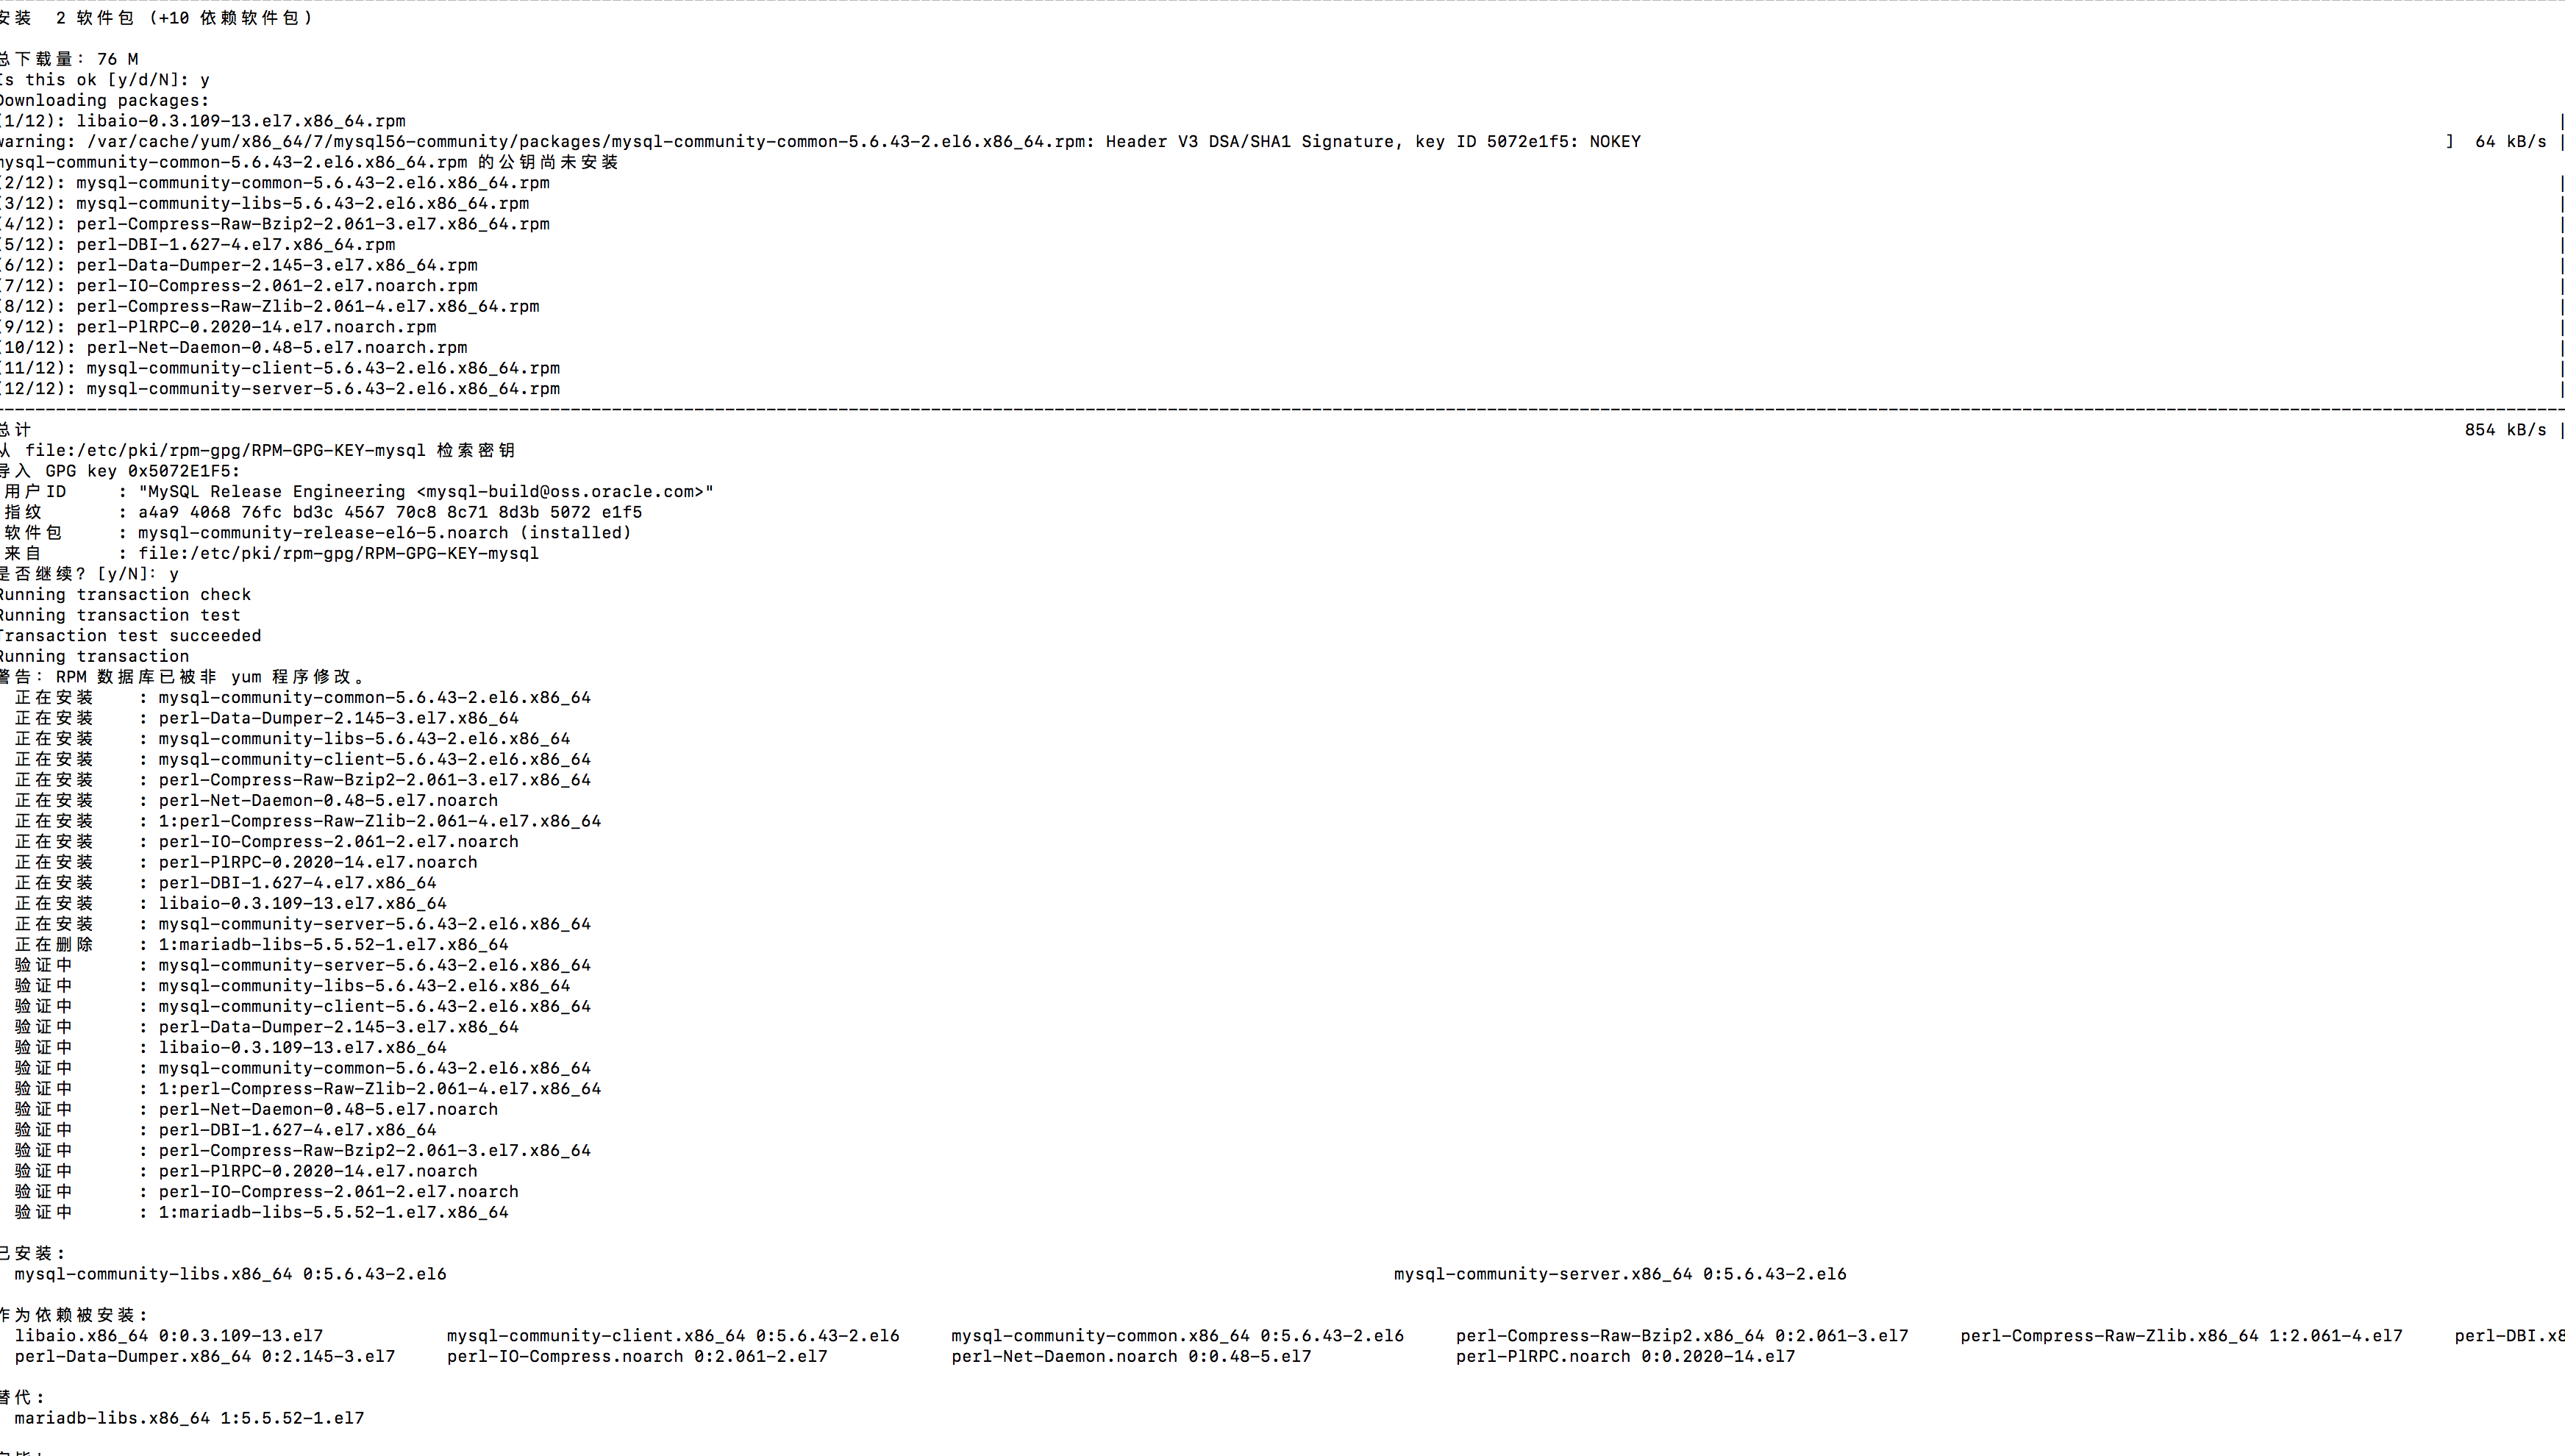 安装  2 软件包 (+10 依赖软件包)
总下载量：76 M
Is this ok [y/d/N]: y
Downloading packages:
(1/12): libaio-0.3.109-13.el7.x86_64.rpm |
warning: /var/cache/yum/x86_64/7/mysql56-community/packages/mysql-community-common-5.6.43-2.el6.x86_64.rpm: Header V3 DSA/SHA1 Signature, key ID 5072e1f5: NOKEY ]  64 kB/s |
mysql-community-common-5.6.43-2.el6.x86_64.rpm 的公钥尚未安装
(2/12): mysql-community-common-5.6.43-2.el6.x86_64.rpm |
(3/12): mysql-community-libs-5.6.43-2.el6.x86_64.rpm |
(4/12): perl-Compress-Raw-Bzip2-2.061-3.el7.x86_64.rpm |
(5/12): perl-DBI-1.627-4.el7.x86_64.rpm |
(6/12): perl-Data-Dumper-2.145-3.el7.x86_64.rpm |
(7/12): perl-IO-Compress-2.061-2.el7.noarch.rpm |
(8/12): perl-Compress-Raw-Zlib-2.061-4.el7.x86_64.rpm |
(9/12): perl-PlRPC-0.2020-14.el7.noarch.rpm |
(10/12): perl-Net-Daemon-0.48-5.el7.noarch.rpm |
(11/12): mysql-community-client-5.6.43-2.el6.x86_64.rpm |
(12/12): mysql-community-server-5.6.43-2.el6.x86_64.rpm |
总计 854 kB/s |
从 file:/etc/pki/rpm-gpg/RPM-GPG-KEY-mysql 检索密钥
导入 GPG key 0x5072E1F5:
用户ID     : "MySQL Release Engineering <mysql-build@oss.oracle.com>"
指纹       : a4a9 4068 76fc bd3c 4567 70c8 8c71 8d3b 5072 e1f5
软件包     : mysql-community-release-el6-5.noarch (installed)
来自       : file:/etc/pki/rpm-gpg/RPM-GPG-KEY-mysql
是否继续？[y/N]：y
Running transaction check
Running transaction test
Transaction test succeeded
Running transaction
警告：RPM 数据库已被非 yum 程序修改。
正在安装    : mysql-community-common-5.6.43-2.el6.x86_64
正在安装    : perl-Data-Dumper-2.145-3.el7.x86_64
正在安装    : mysql-community-libs-5.6.43-2.el6.x86_64
正在安装    : mysql-community-client-5.6.43-2.el6.x86_64
正在安装    : perl-Compress-Raw-Bzip2-2.061-3.el7.x86_64
正在安装    : perl-Net-Daemon-0.48-5.el7.noarch
正在安装    : 1:perl-Compress-Raw-Zlib-2.061-4.el7.x86_64
正在安装    : perl-IO-Compress-2.061-2.el7.noarch
正在安装    : perl-PlRPC-0.2020-14.el7.noarch
正在安装    : perl-DBI-1.627-4.el7.x86_64
正在安装    : libaio-0.3.109-13.el7.x86_64
正在安装    : mysql-community-server-5.6.43-2.el6.x86_64
正在删除    : 1:mariadb-libs-5.5.52-1.el7.x86_64
验证中      : mysql-community-server-5.6.43-2.el6.x86_64
验证中      : mysql-community-libs-5.6.43-2.el6.x86_64
验证中      : mysql-community-client-5.6.43-2.el6.x86_64
验证中      : perl-Data-Dumper-2.145-3.el7.x86_64
验证中      : libaio-0.3.109-13.el7.x86_64
验证中      : mysql-community-common-5.6.43-2.el6.x86_64
验证中      : 1:perl-Compress-Raw-Zlib-2.061-4.el7.x86_64
验证中      : perl-Net-Daemon-0.48-5.el7.noarch
验证中      : perl-DBI-1.627-4.el7.x86_64
验证中      : perl-Compress-Raw-Bzip2-2.061-3.el7.x86_64
验证中      : perl-PlRPC-0.2020-14.el7.noarch
验证中      : perl-IO-Compress-2.061-2.el7.noarch
验证中      : 1:mariadb-libs-5.5.52-1.el7.x86_64
已安装:
mysql-community-libs.x86_64 0:5.6.43-2.el6 mysql-community-server.x86_64 0:5.6.43-2.el6
作为依赖被安装:
libaio.x86_64 0:0.3.109-13.el7 mysql-community-client.x86_64 0:5.6.43-2.el6 mysql-community-common.x86_64 0:5.6.43-2.el6 perl-Compress-Raw-Bzip2.x86_64 0:2.061-3.el7 perl-Compress-Raw-Zlib.x86_64 1:2.061-4.el7 perl-DBI.x8
perl-Data-Dumper.x86_64 0:2.145-3.el7 perl-IO-Compress.noarch 0:2.061-2.el7 perl-Net-Daemon.noarch 0:0.48-5.el7 perl-PlRPC.noarch 0:0.2020-14.el7
替代:
mariadb-libs.x86_64 1:5.5.52-1.el7